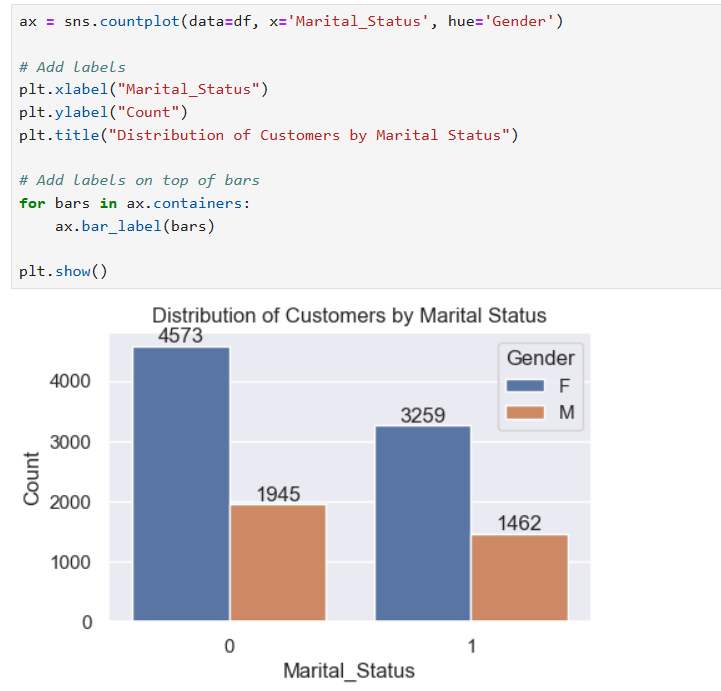 ax = sns.countplot(data=df, x='Marital_Status', hue='Gender')
# Add labels
plt.xlabel("Marital_Status")
plt.ylabel("Count")
plt.title("Distribution of Customers by Marital Status")
# Add labels on top of bars
for bars in ax.containers:
    ax.bar_label(bars)
plt.show()
Distribution of Customers by Marital Status
4573
1945
3259
1462
Gender
F
M
Count
4000
3000
2000
1000
0
0
1
Marital_Status